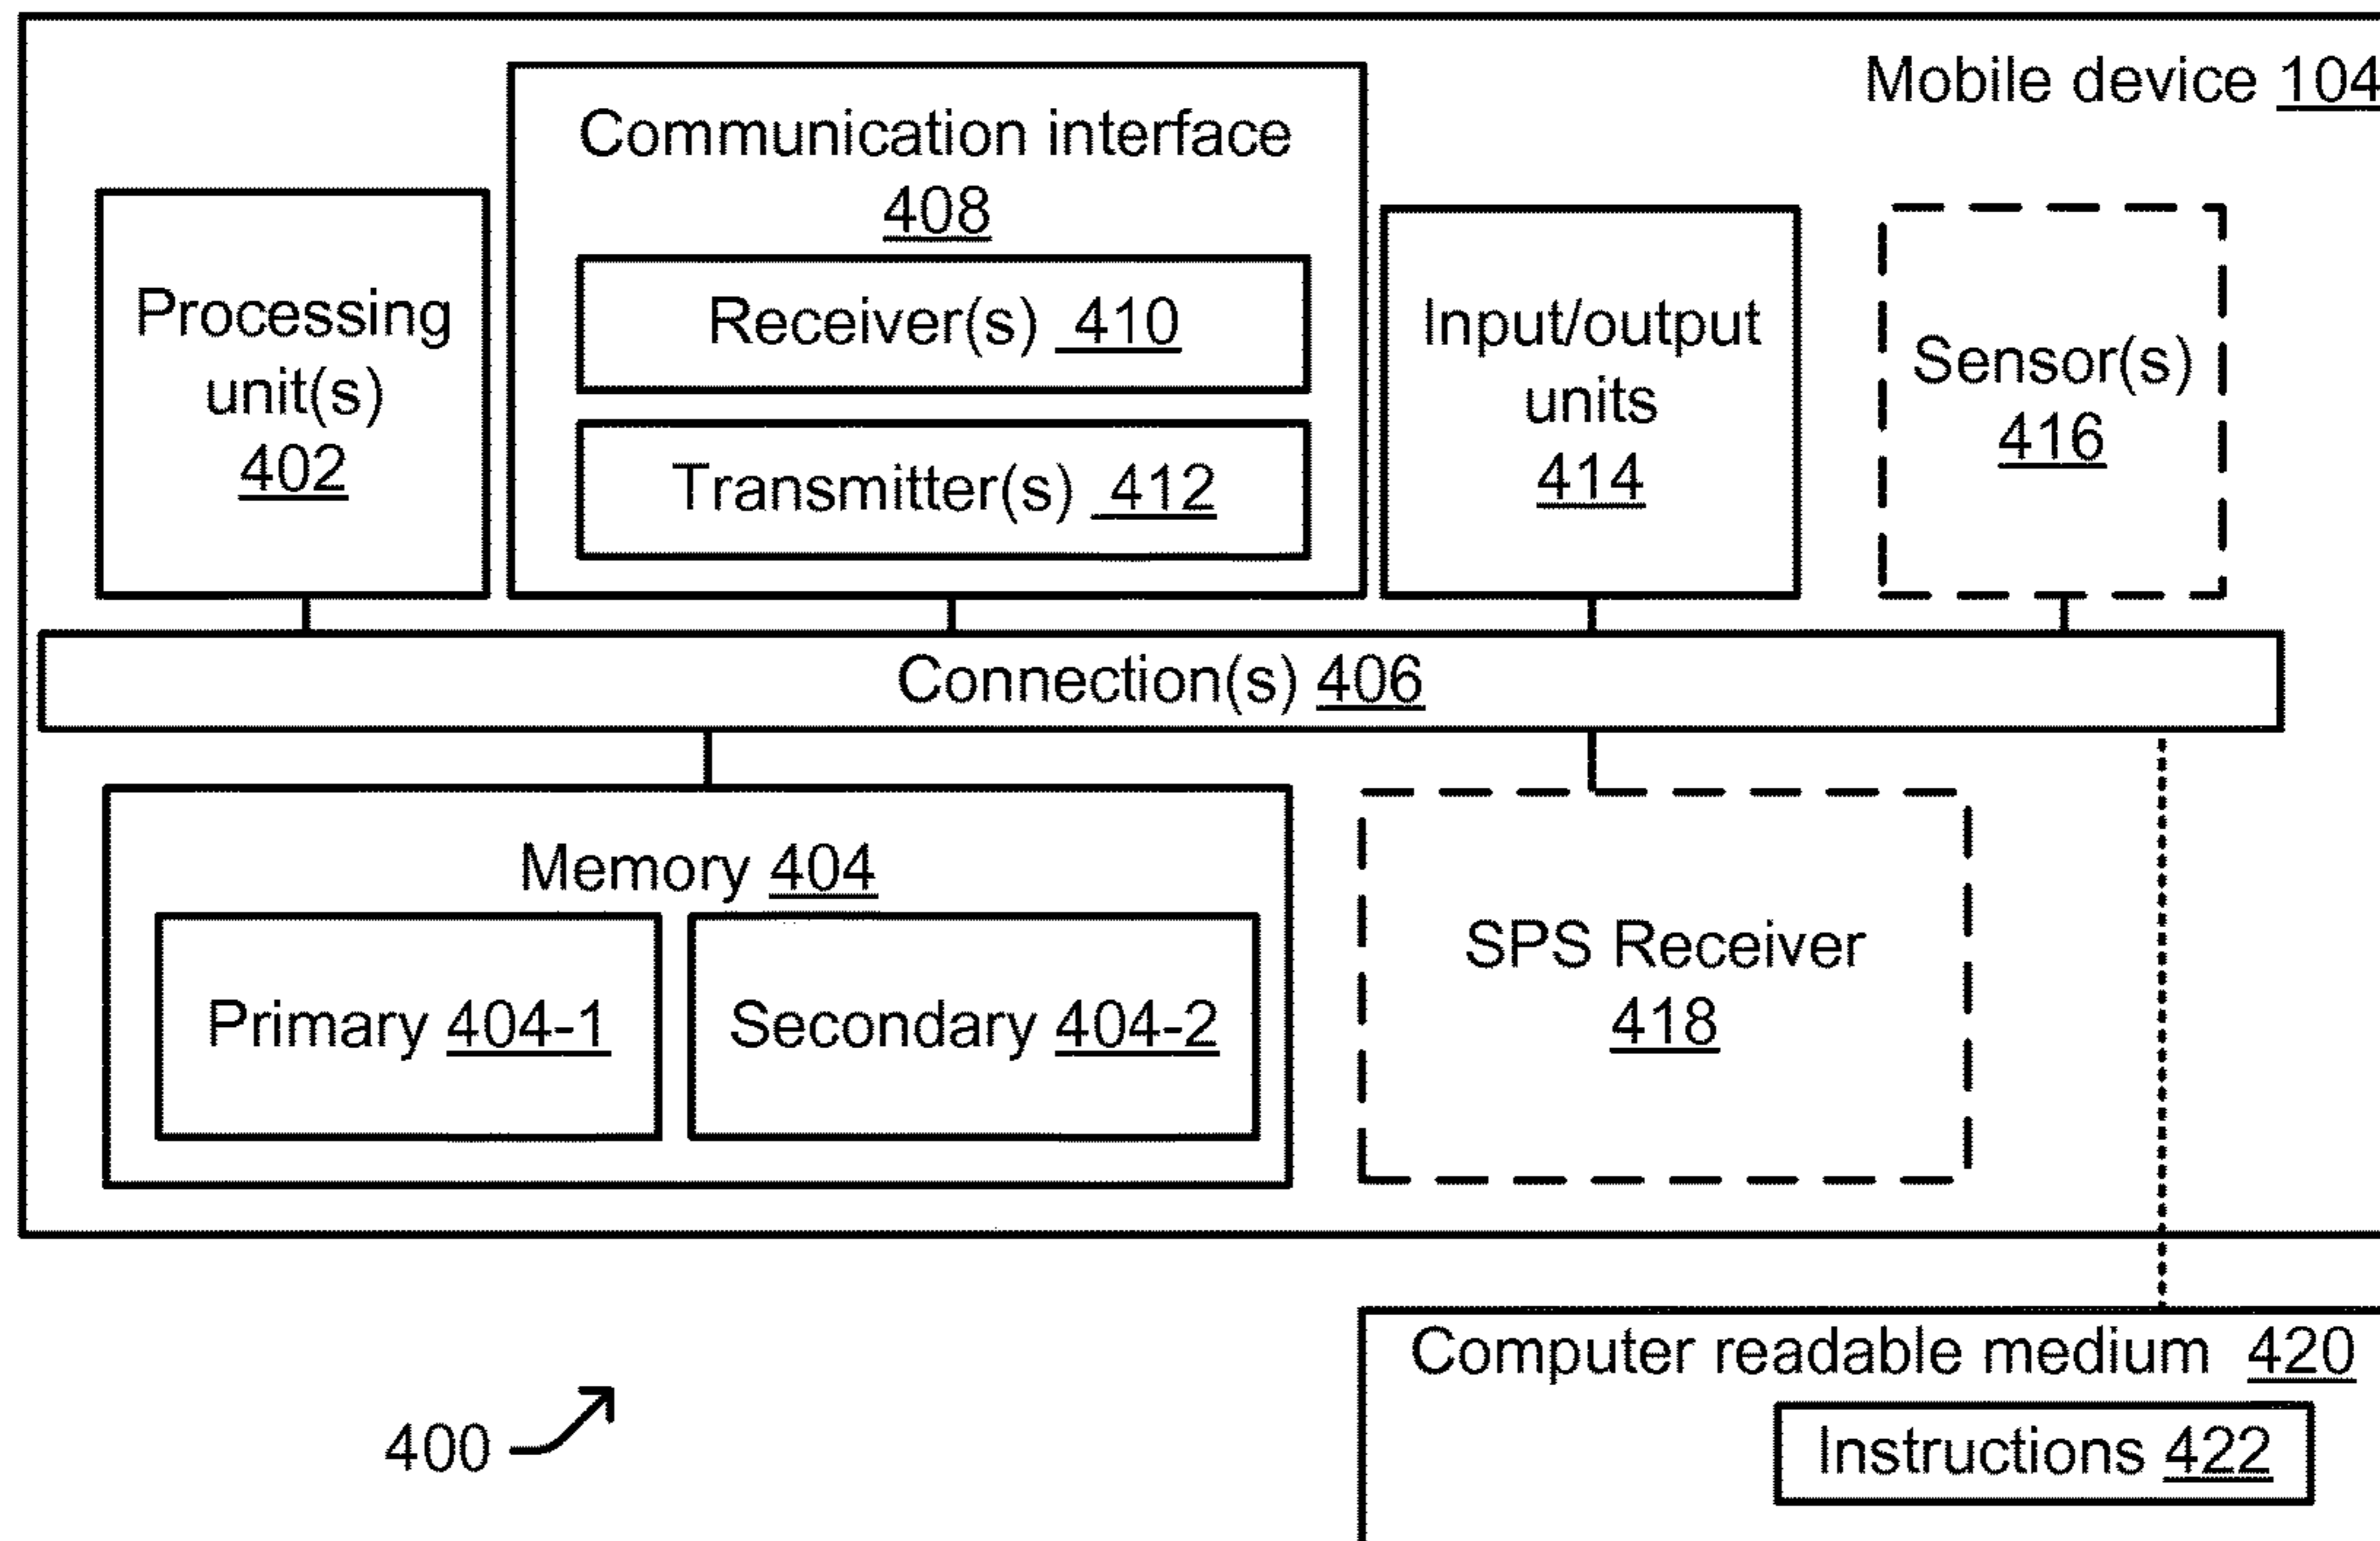 Mobile device 104
Communication interface
408
Receiver(s) 410
Transmitter(s) 412
Processing
unit(s)
402
Input/output
units
414
Sensor(s)
416
Connection(s) 406
Memory 404
Primary 404-1
Secondary 404-2
SPS Receiver
418
Computer readable medium 420
Instructions 422
400